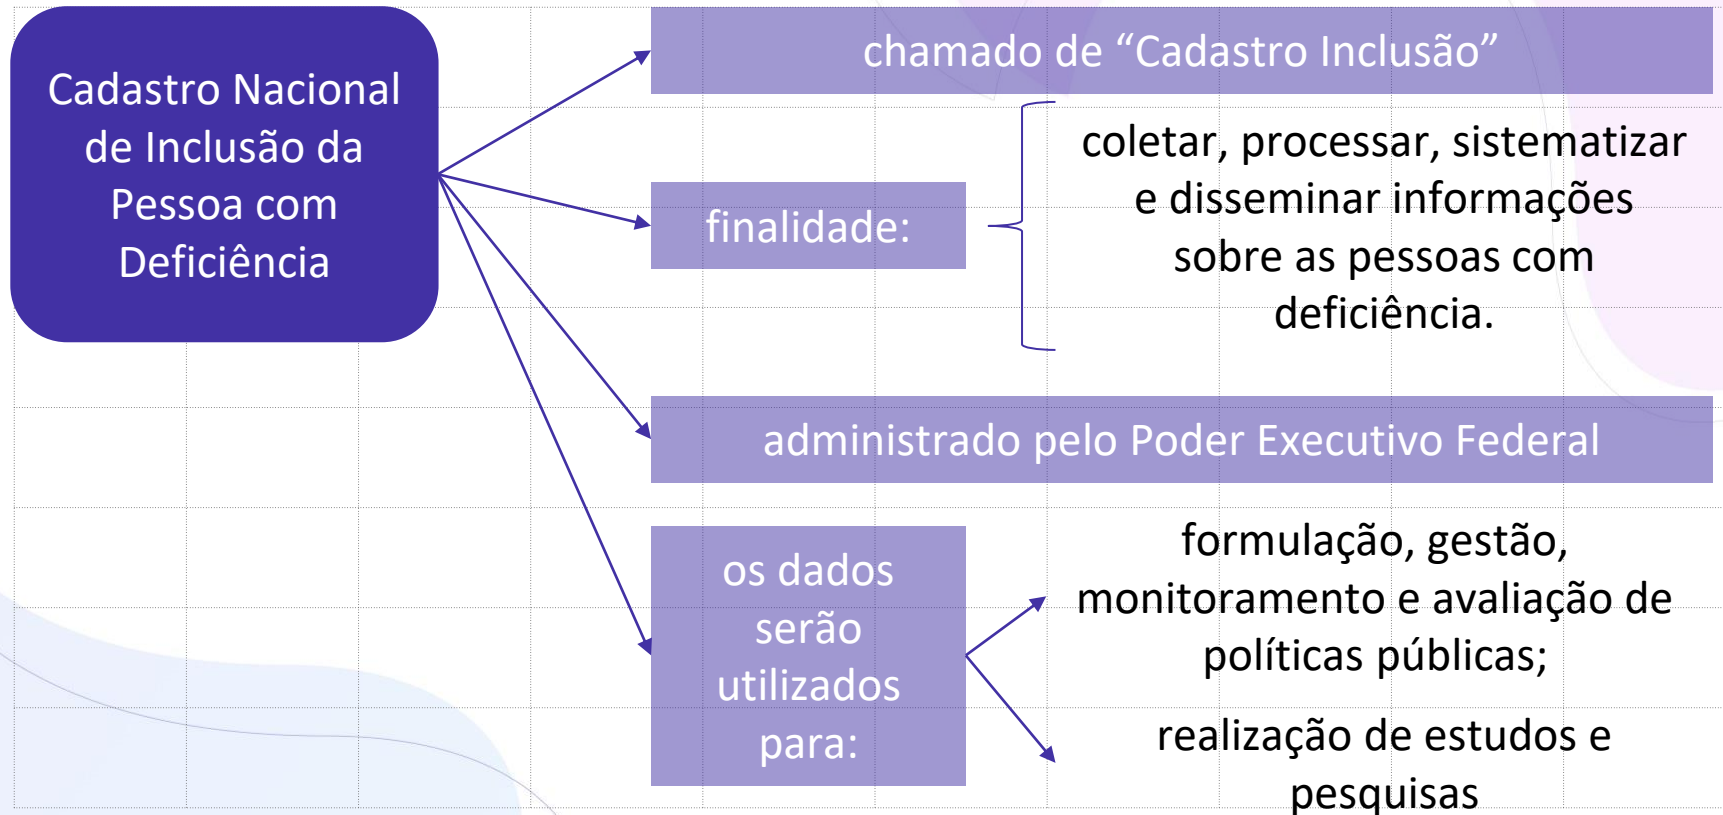 Cadastro Nacional
de Inclusão da
Pessoa com
Deficiência
chamado de “Cadastro Inclusão”
finalidade:
coletar, processar, sistematizar
e disseminar informações
sobre as pessoas com
deficiência.
administrado pelo Poder Executivo Federal
os dados
serão
utilizados
para:
formulação, gestão,
monitoramento e avaliação de
políticas públicas;
realização de estudos e
pesquisas